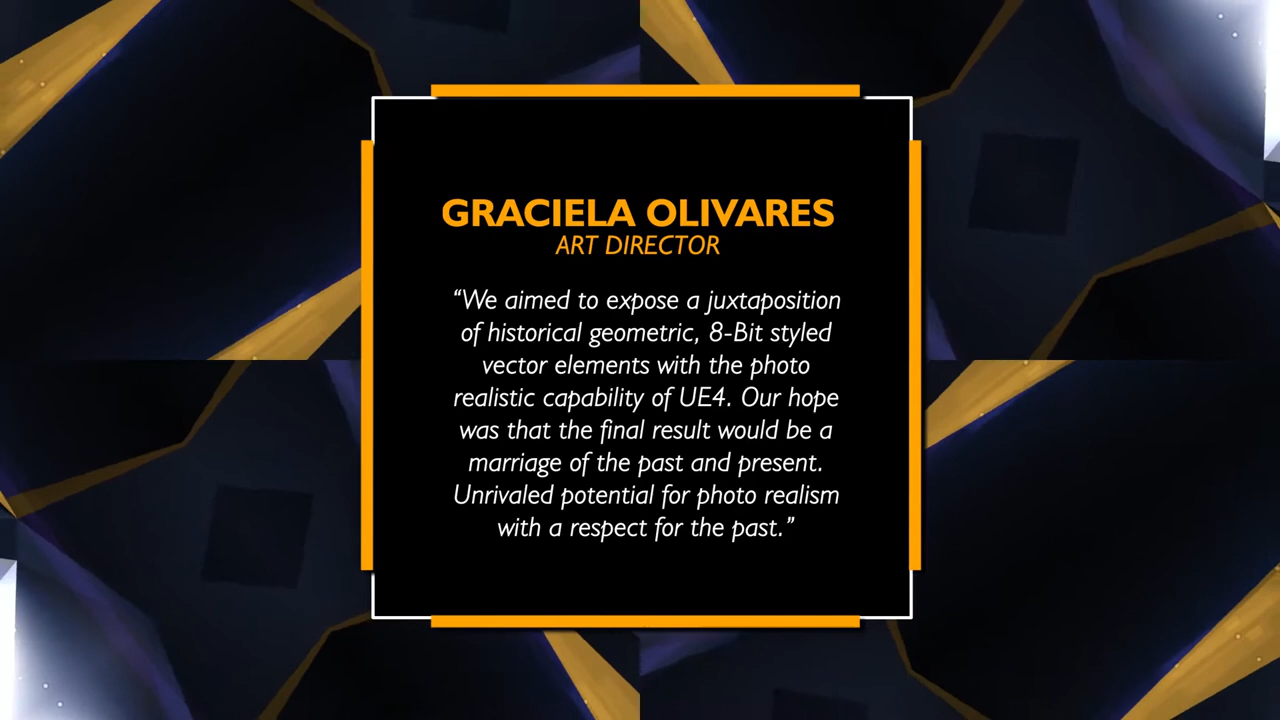 GRACIELA OLIVARES
ART DIRECTOR
“We aimed to expose a juxtaposition
of historical geometric, 8-Bit styled
vector elements with the photo
realistic capability of UE4. Our hope
was that the final result would be a
marriage of the past and present.
Unrivaled potential for photo realism
with a respect for the past.”